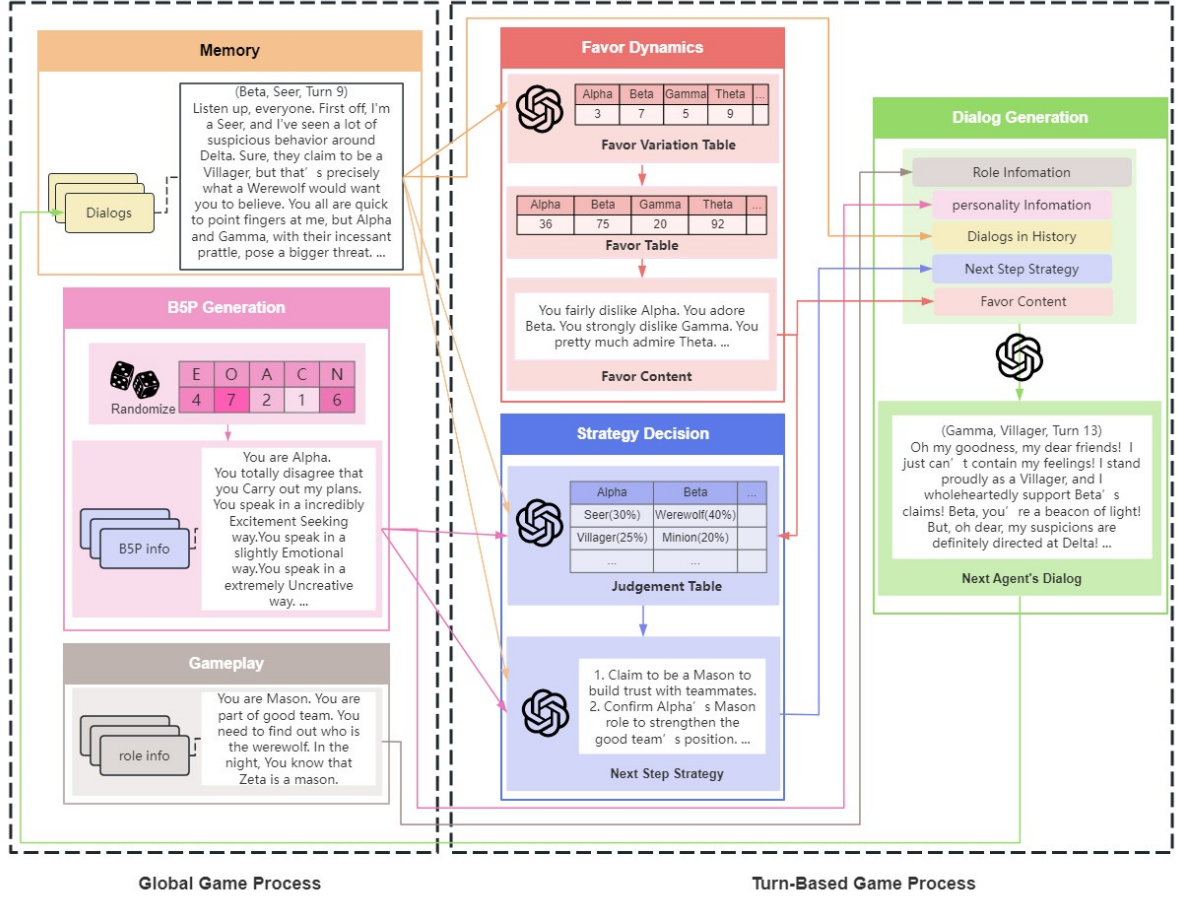 Memory
(Beta, Seer, Turn 9)
Listen up, everyone. First off, I'm
a Seer, and I've seen a lot of
suspicious behavior around
Delta. Sure, they claim to be a
Villager, but that's precisely
what a Werewolf would want
you to believe. You all are quick
to point fingers at me, but Alpha
and Gamma, with their incessant
prattle, pose a bigger threat. ...
Dialogs
B5P Generation
E O A C N
4 7 2 1 6
Randomize
You are Alpha.
You totally disagree that
you Carry out my plans.
You speak in a incredibly
Excitement Seeking
way.You speak in a
slightly Emotional
way.You speak in a
extremely Uncreative
way. ...
B5P info
Gameplay
You are Mason. You are
part of good team. You
need to find out who is
the werewolf. In the
night, You know that
Zeta is a mason.
role info
Global Game Process
Favor Dynamics
Alpha Beta Gamma Theta ...
3 7 5 9
Favor Variation Table
Alpha Beta Gamma Theta ...
36 75 20 92
Favor Table
You fairly dislike Alpha. You adore
Beta. You strongly dislike Gamma. You
pretty much admire Theta. ...
Favor Content
Strategy Decision
Alpha Beta ...
Seer(30%) Werewolf(40%)
Villager(25%) Minion(20%)
... ...
Judgement Table
1. Claim to be a Mason to
build trust with teammates.
2. Confirm Alpha's Mason
role to strengthen the
good team's position. ...
Next Step Strategy
Dialog Generation
Role Infomation
personality Infomation
Dialogs in History
Next Step Strategy
Favor Content
(Gamma, Villager, Turn 13)
Oh my goodness, my dear friends! I
just can't contain my feelings! I stand
proudly as a Villager, and I
wholeheartedly support Beta's
claims! Beta, you're a beacon of light!
But, oh dear, my suspicions are
definitely directed at Delta! ...
Next Agent's Dialog
Turn-Based Game Process